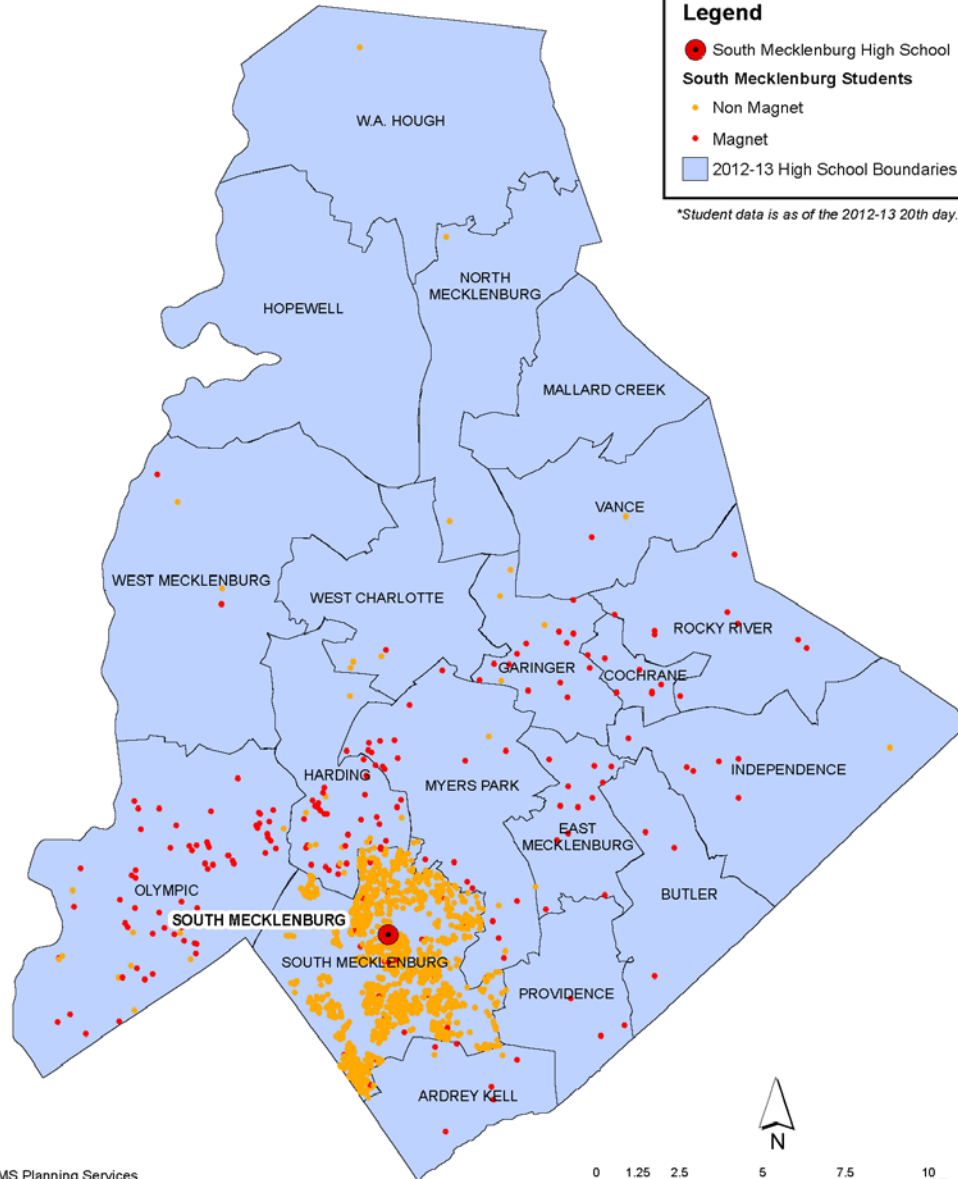 Legend
South Mecklenburg High School
South Mecklenburg Students
Non Magnet
Magnet
2012-13 High School Boundaries
*Student data is as of the 2012-13 20th day.
W.A. HOUGH
NORTH
MECKLENBURG
HOPEWELL
MALLARD CREEK
VANCE
WEST MECKLENBURG
WEST CHARLOTTE
ROCKY RIVER
GARINGER
COCHRANE
HARDING
MYERS PARK
INDEPENDENCE
EAST
MECKLENBURG
OLYMPIC
BUTLER
SOUTH MECKLENBURG
SOUTH MECKLENBURG
PROVIDENCE
ARDREY KELL
N
MS Planning Services
0 1.25 2.5 5 7.5 10